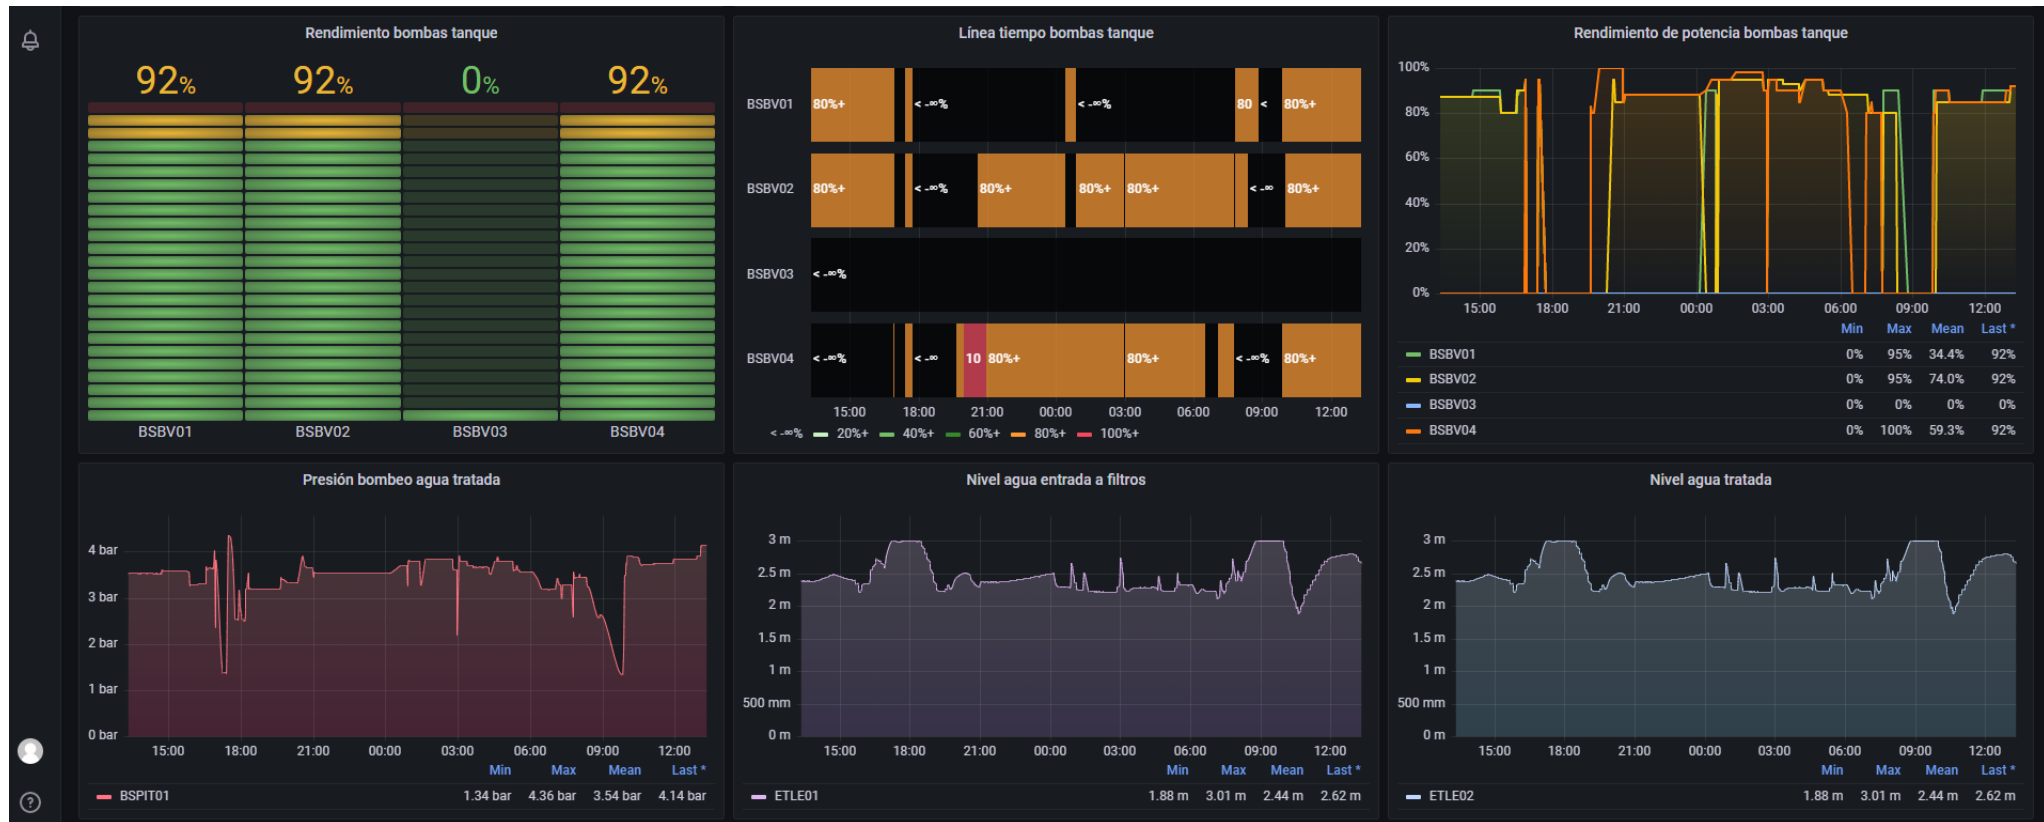 Rendimiento bombas tanque
92% 92% 0% 92%
BSBV01 BSBV02 BSBV03 BSBV04
Línea tiempo bombas tanque
BSBV01 80%+ < -∞% < -∞% 80 < 80%+
BSBV02 80%+ < -∞% 80%+ 80%+ 80%+ < -∞ 80%+
BSBV03 < -∞%
BSBV04 < -∞% < -∞ 10 80%+ 80%+ < -∞% 80%+
15:00 18:00 21:00 00:00 03:00 06:00 09:00 12:00
< -∞% 20%+ 40%+ 60%+ 80%+ 100%+
Rendimiento de potencia bombas tanque
100%
80%
60%
40%
20%
0%
15:00 18:00 21:00 00:00 03:00 06:00 09:00 12:00
Min Max Mean Last *
BSBV01 0% 95% 34.4% 92%
BSBV02 0% 95% 74.0% 92%
BSBV03 0% 0% 0% 0%
BSBV04 0% 100% 59.3% 92%
Presión bombeo agua tratada
4 bar
3 bar
2 bar
1 bar
0 bar
15:00 18:00 21:00 00:00 03:00 06:00 09:00 12:00
Min Max Mean Last *
BSPIT01 1.34 bar 4.36 bar 3.54 bar 4.14 bar
Nivel agua entrada a filtros
3 m
2.5 m
2 m
1.5 m
1 m
500 mm
0 m
15:00 18:00 21:00 00:00 03:00 06:00 09:00 12:00
Min Max Mean Last *
ETLE01 1.88 m 3.01 m 2.44 m 2.62 m
Nivel agua tratada
3 m
2.5 m
2 m
1.5 m
1 m
500 mm
0 m
15:00 18:00 21:00 00:00 03:00 06:00 09:00 12:00
Min Max Mean Last *
ETLE02 1.88 m 3.01 m 2.44 m 2.62 m